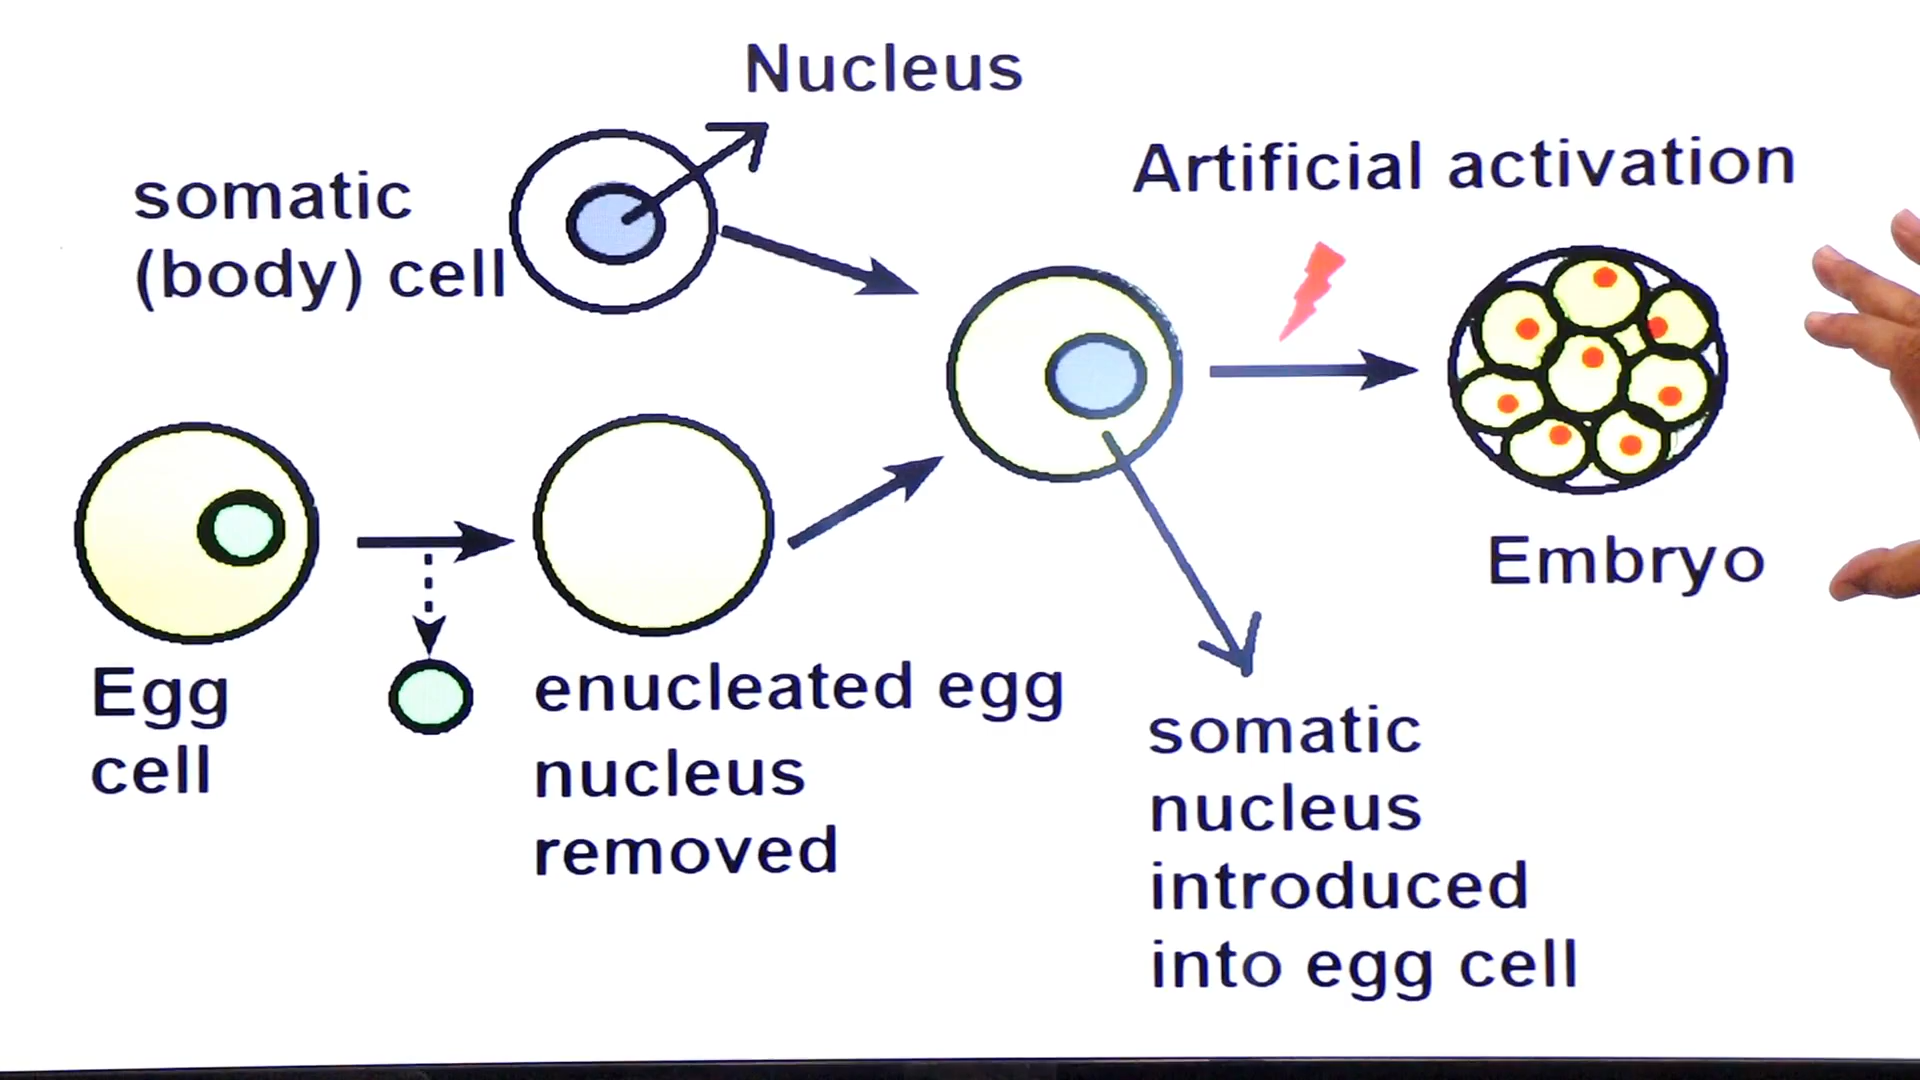 Nucleus
Artificial activation
somatic
(body) cell
Embryo
Egg
cell
enucleated egg
nucleus
removed
somatic
nucleus
introduced
into egg cell